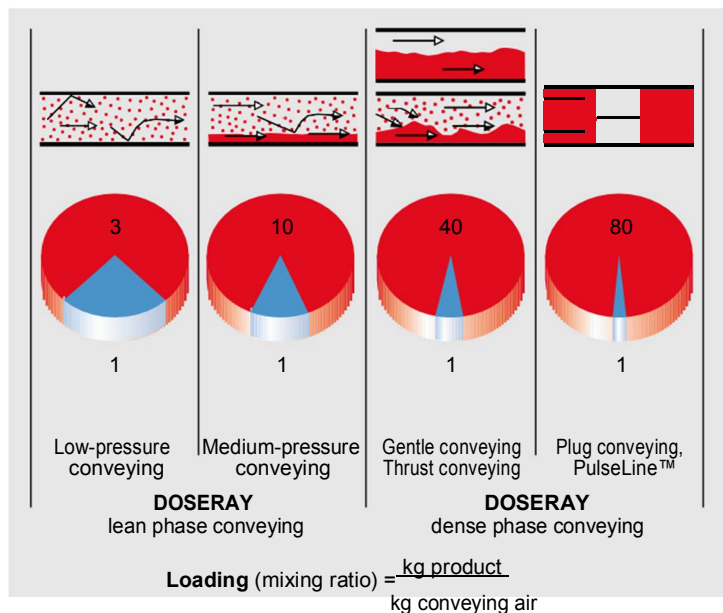 3
10
40
80
1
1
1
1
Low-pressure
conveying
Medium-pressure
conveying
Gentle conveying
Thrust conveying
Plug conveying,
PulseLine™
DOSERAY
lean phase conveying
DOSERAY
dense phase conveying
Loading (mixing ratio) = kg product
kg conveying air